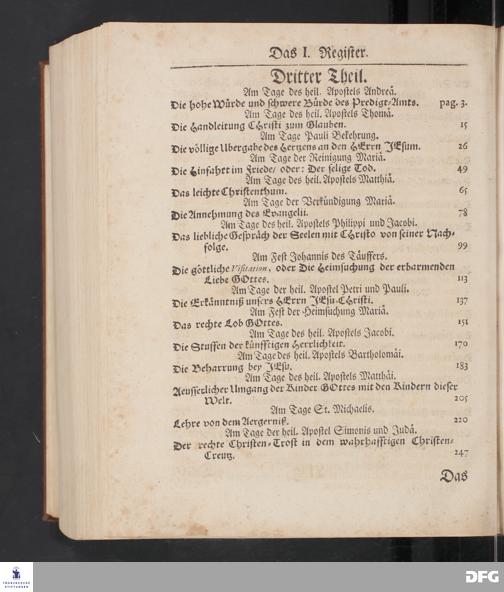 Das I. Register.
Dritter Theil.
Am Tage des heil. Apostels Andreä.
Die hohe Würde und schwere Bürde des Predigt-Amts. pag. 3.
Am Tage des heil. Apostels Thomä.
Die Handleitung CHristi zum Glauben. 15
Am Tage Pauli Bekehrung.
Die völlige Ubergabe des Hertzens an den HErrn JEsum. 26
Am Tage der Reinigung Mariä.
Die Hinfahrt im Friede/ oder: Der selige Tod. 49
Am Tage des heil. Apostels Matthiä.
Das leichte Christenthum. 65
Am Tage der Verkündigung Mariä.
Die Annehmung des Evangelii. 78
Am Tage des heil. Apostels Philippi und Jacobi.
Das liebliche Gespräch der Seelen mit CHristo von seiner Nach-
folge. 99
Am Fest Johannis des Täuffers.
Die göttliche Visitation, oder Die Heimsuchung der erbarmenden
Liebe GOttes. 113
Am Tage der heil. Apostel Petri und Pauli.
Die Erkänntniß unsers HErrn JEsu-CHristi. 137
Am Fest der Heimsuchung Mariä.
Das rechte Lob GOttes. 151
Am Tage des heil. Apostels Jacobi.
Die Stuffen der künfftigen Herrlichkeit. 170
Am Tage des heil. Apostels Bartholomäi.
Die Beharrung bey JEsu. 183
Am Tage des heil. Apostels Matthäi.
Aeusserlicher Umgang der Kinder GOttes mit den Kindern dieser
Welt. 205
Am Tage St. Michaelis.
Lehre von dem Aergerniß. 220
Am Tage der heil. Apostel Simonis und Judä.
Der rechte Christen-Trost in dem wahrhafftigen Christen-
Creutz. 247
Das
FRANCKESCHE
STIFTUNGEN
DFG